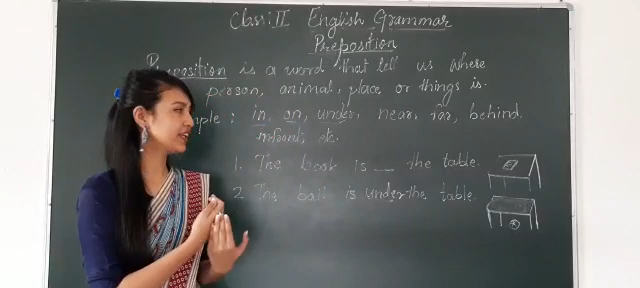 Class: II English Grammar
Preposition
Preposition is a word that tell us where
person, animal, place or things is.
: in, on, under, near, far, behind,
infront, etc.
1. The book is __ the table.
2. The ball is under the table.